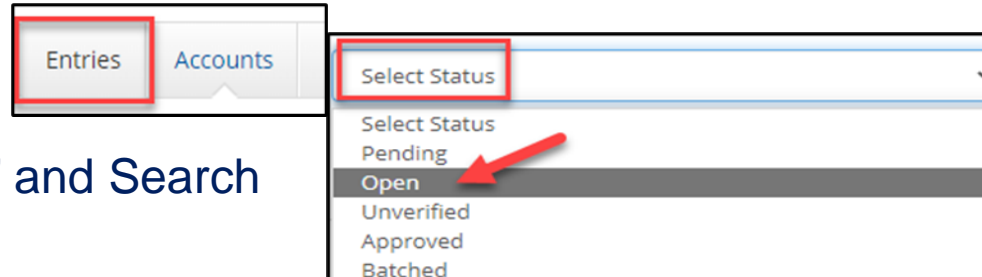 Entries Accounts
Select Status
Select Status
Pending
and Search
Open
Unverified
Approved
Batched